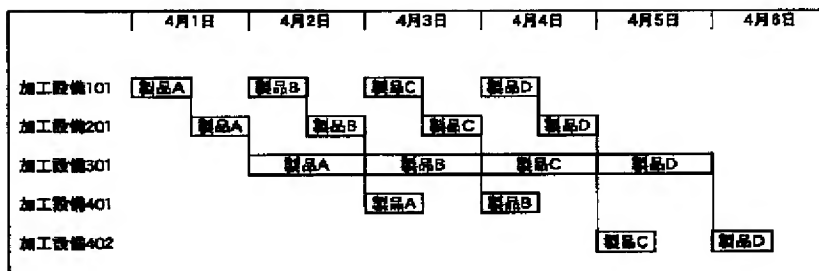 4月1日 4月2日 4月3日 4月4日 4月5日 4月6日
加工設備101 製品A 製品B 製品C 製品D
加工設備201 製品A 製品B 製品C 製品D
加工設備301 製品A 製品B 製品C 製品D
加工設備401 製品A 製品B
加工設備402 製品C 製品D